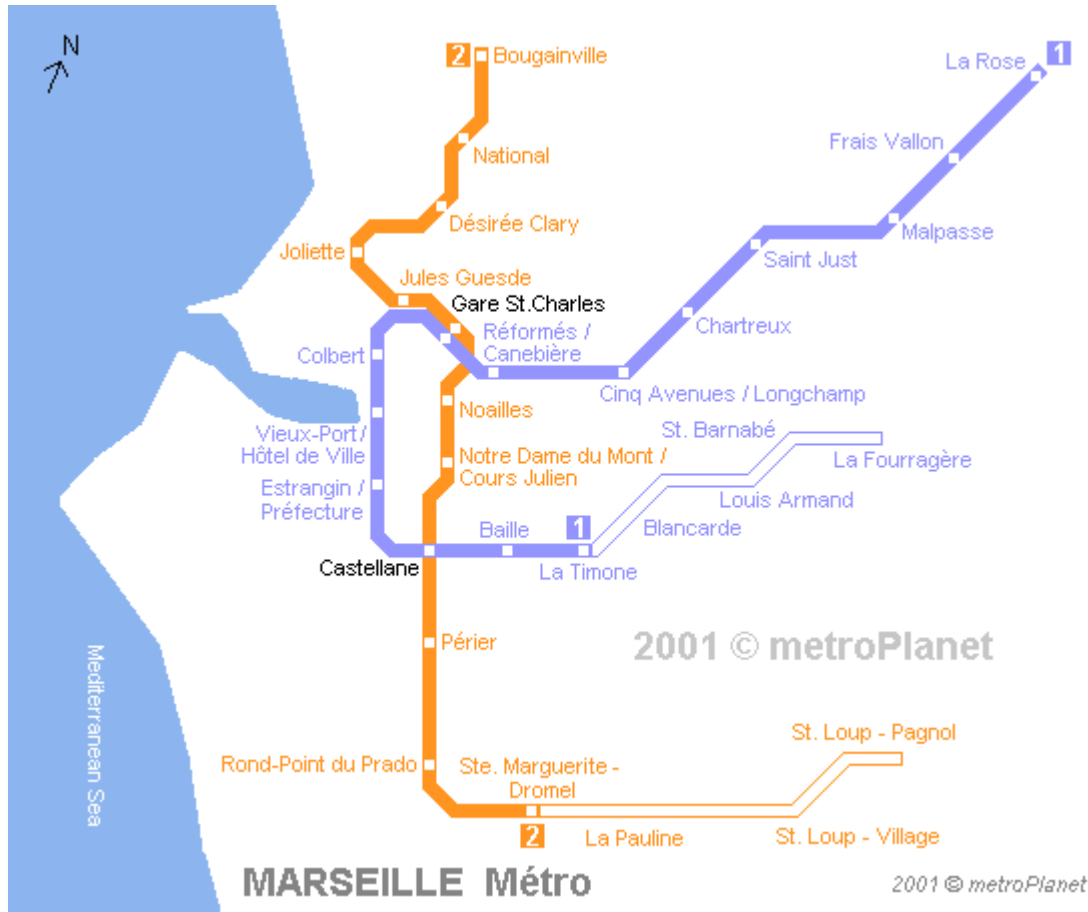 N
2 Bougainville
1
La Rose
National
Frais Vallon
Désirée Clary
Malpasse
Joliette
Saint Just
Jules Guesde
Gare St.Charles
Chartreux
Colbert
Réformés /
Canebière
Cinq Avenues / Longchamp
Noailles
St. Barnabé
Vieux-Port /
Hôtel de Ville
Notre Dame du Mont /
Cours Julien
La Fourragère
Estrangin /
Préfecture
Louis Armand
Blancarde
Baille
1
Castellane
La Timone
Périer
2001 © metroPlanet
Mediterranean Sea
St. Loup - Pagnol
Rond-Point du Prado
Ste. Marguerite -
Dromel
2
La Pauline
St. Loup - Village
MARSEILLE Métro
2001 © metroPlanet